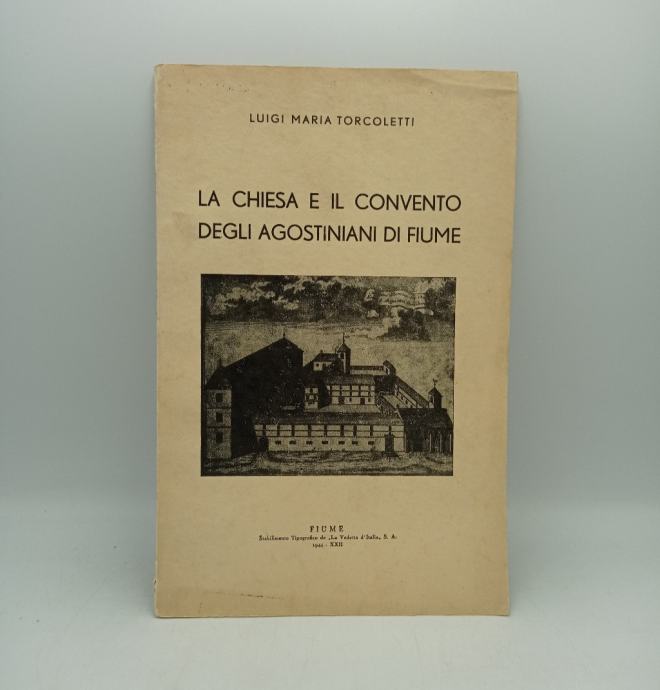 LUIGI MARIA TORCOLETTI
LA CHIESA E IL CONVENTO
DEGLI AGOSTINIANI DI FIUME
FIUME
Stabilimento Tipografico de „La Vedetta d'Italia„ S. A.
1944 - XXII